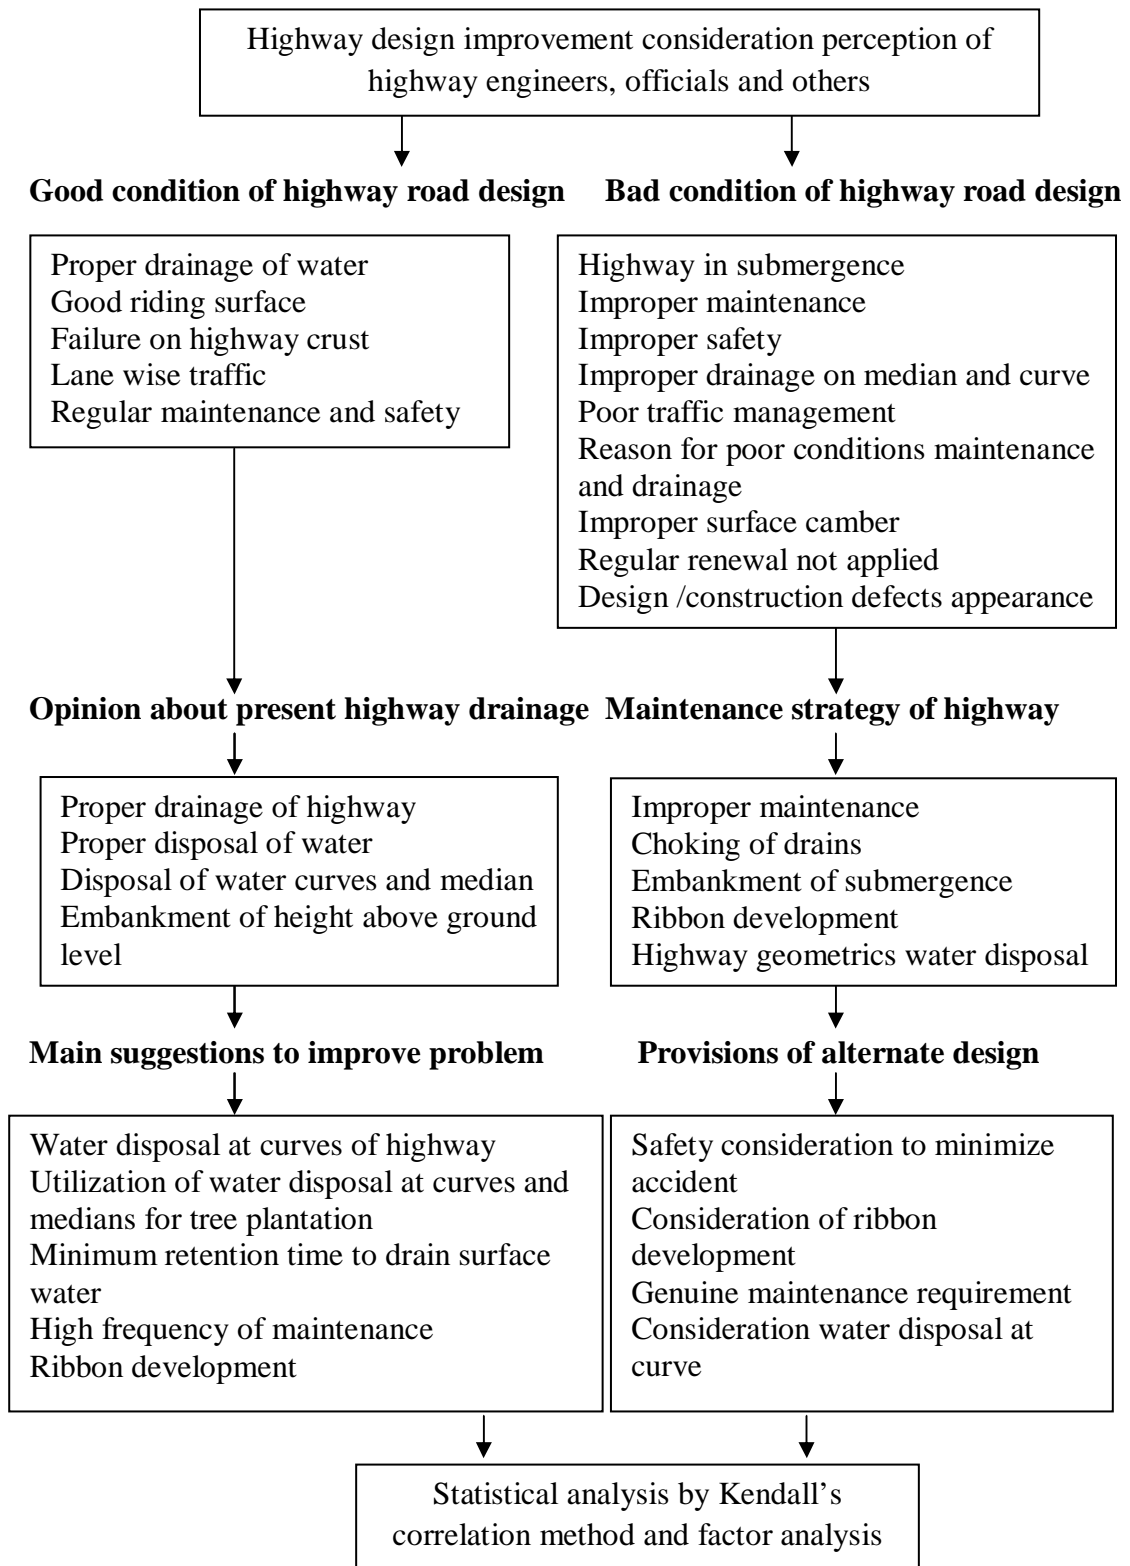 Highway design improvement consideration perception of
highway engineers, officials and others
Good condition of highway road design
Bad condition of highway road design
Proper drainage of water
Good riding surface
Failure on highway crust
Lane wise traffic
Regular maintenance and safety
Highway in submergence
Improper maintenance
Improper safety
Improper drainage on median and curve
Poor traffic management
Reason for poor conditions maintenance
and drainage
Improper surface camber
Regular renewal not applied
Design /construction defects appearance
Opinion about present highway drainage
Maintenance strategy of highway
Proper drainage of highway
Proper disposal of water
Disposal of water curves and median
Embankment of height above ground
level
Improper maintenance
Choking of drains
Embankment of submergence
Ribbon development
Highway geometrics water disposal
Main suggestions to improve problem
Provisions of alternate design
Water disposal at curves of highway
Utilization of water disposal at curves and
medians for tree plantation
Minimum retention time to drain surface
water
High frequency of maintenance
Ribbon development
Safety consideration to minimize
accident
Consideration of ribbon
development
Genuine maintenance requirement
Consideration water disposal at
curve
Statistical analysis by Kendall’s
correlation method and factor analysis